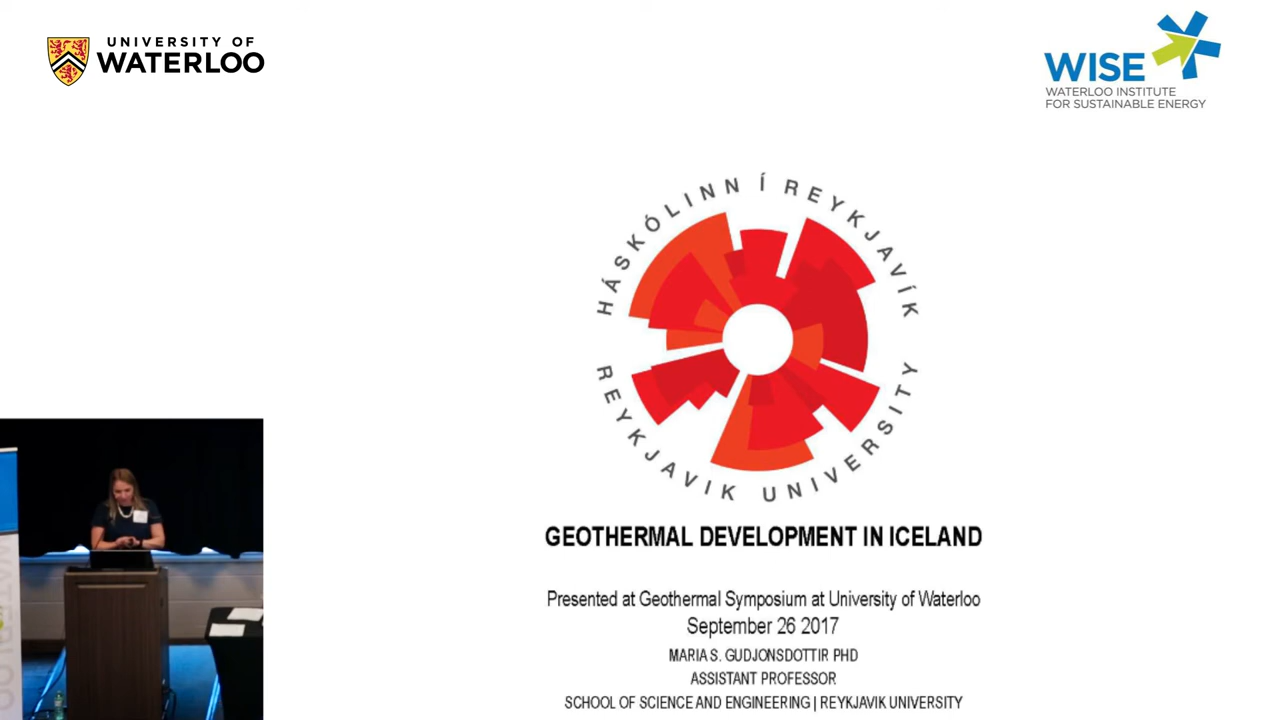 UNIVERSITY OF
WATERLOO
WISE
WATERLOO INSTITUTE
FOR SUSTAINABLE ENERGY
HÁSKÓLINN Í REYKJAVÍK
REYKJAVIK UNIVERSITY
GEOTHERMAL DEVELOPMENT IN ICELAND
Presented at Geothermal Symposium at University of Waterloo
September 26 2017
MARIA S. GUDJONSDOTTIR PHD
ASSISTANT PROFESSOR
SCHOOL OF SCIENCE AND ENGINEERING | REYKJAVIK UNIVERSITY